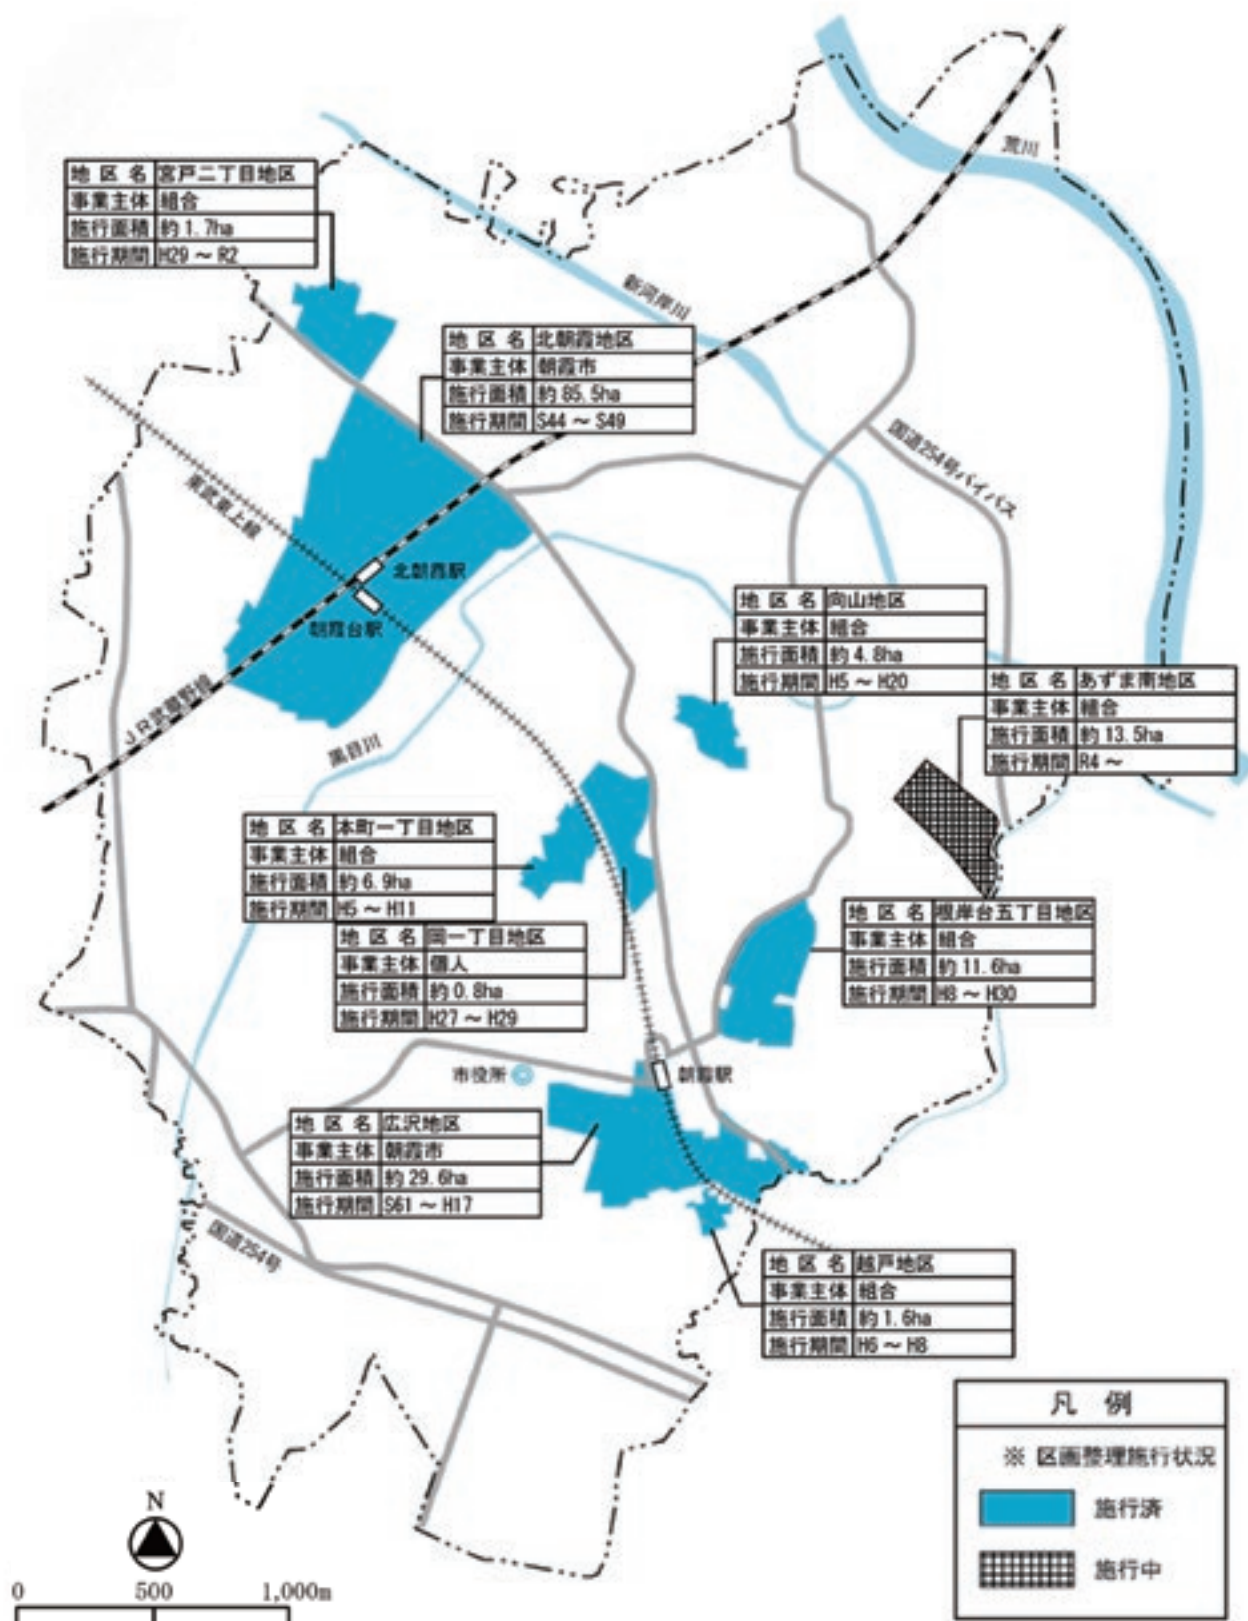 荒川
地区名 宮戸二丁目地区
事業主体 組合
施行面積 約1.7ha
施行期間 H29～R2
新河岸川
地区名 北朝霞地区
事業主体 朝霞市
施行面積 約85.5ha
施行期間 S44～S49
国道254号バイパス
東武東上線
北朝霞駅
朝霞台駅
地区名 向山地区
事業主体 組合
施行面積 約4.8ha
施行期間 H5～H20
地区名 あずま南地区
事業主体 組合
施行面積 約13.5ha
施行期間 R4～
JR武蔵野線
黒目川
地区名 本町一丁目地区
事業主体 組合
施行面積 約6.9ha
施行期間 H5～H11
地区名 岡一丁目地区
事業主体 個人
施行面積 約0.8ha
施行期間 H27～H29
地区名 根岸台五丁目地区
事業主体 組合
施行面積 約11.6ha
施行期間 H8～H30
市役所
朝霞駅
地区名 広沢地区
事業主体 朝霞市
施行面積 約29.6ha
施行期間 S61～H17
国道254号
地区名 越戸地区
事業主体 組合
施行面積 約1.6ha
施行期間 H6～H8
凡例
※ 区画整理施行状況
施行済
施行中
N
0 500 1,000m